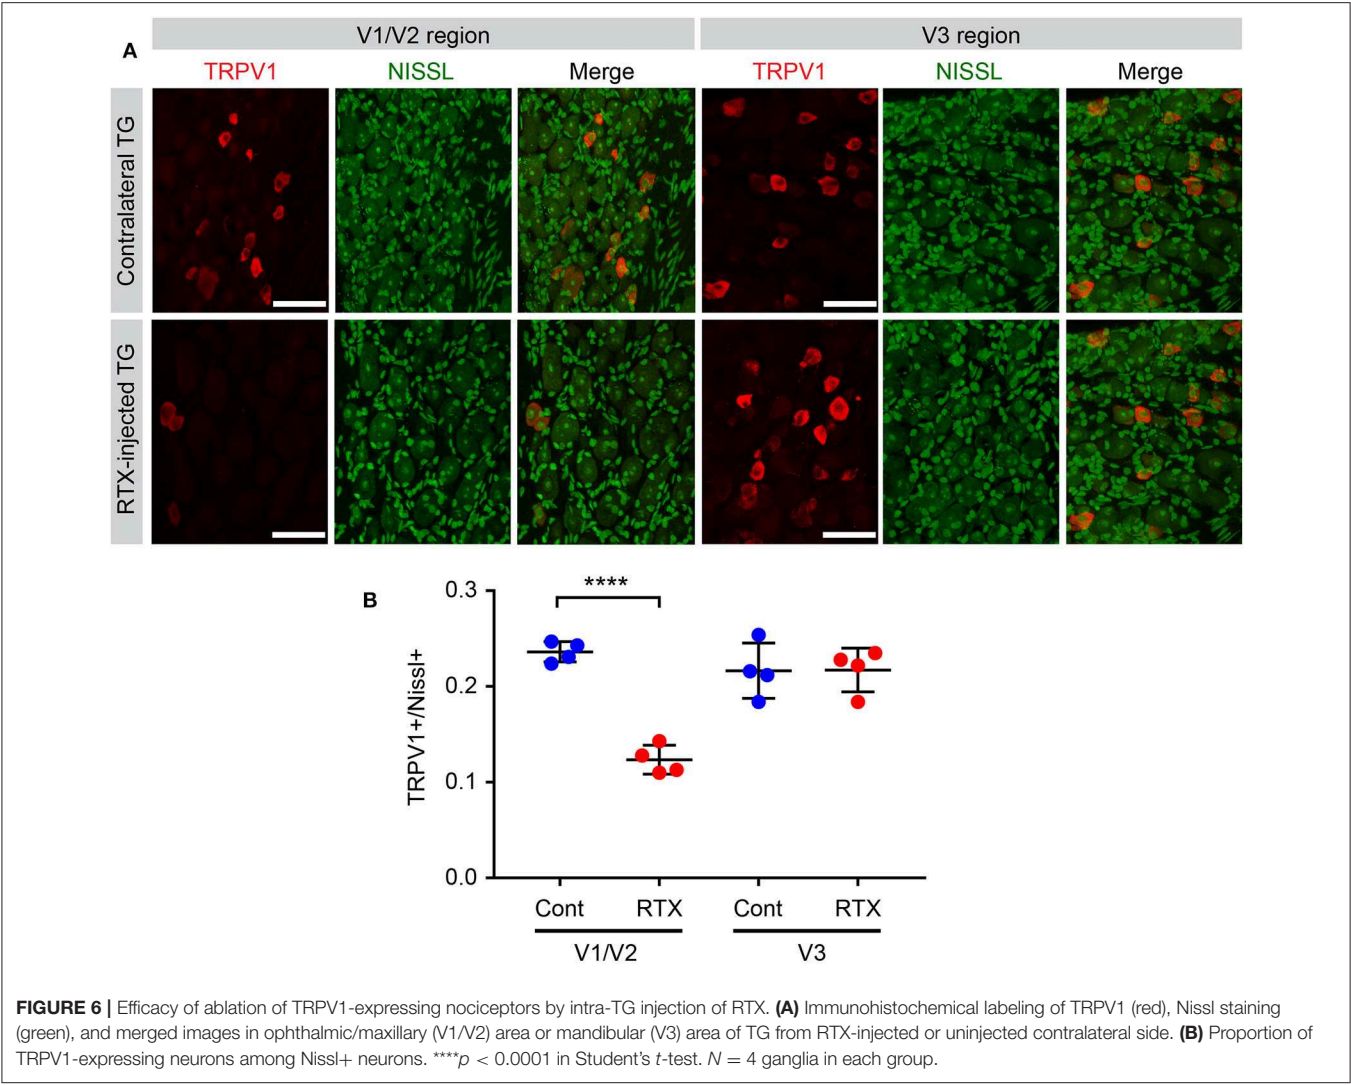 V1/V2 region
V3 region
A
TRPV1
NISSL
Merge
TRPV1
NISSL
Merge
Contralateral TG
RTX-injected TG
B
****
0.3
0.2
0.1
0.0
TRPV1+/Nissl+
Cont
RTX
Cont
RTX
V1/V2
V3
FIGURE 6 | Efficacy of ablation of TRPV1-expressing nociceptors by intra-TG injection of RTX. (A) Immunohistochemical labeling of TRPV1 (red), Nissl staining
(green), and merged images in ophthalmic/maxillary (V1/V2) area or mandibular (V3) area of TG from RTX-injected or uninjected contralateral side. (B) Proportion of
TRPV1-expressing neurons among Nissl+ neurons. ****p < 0.0001 in Student's t-test. N = 4 ganglia in each group.